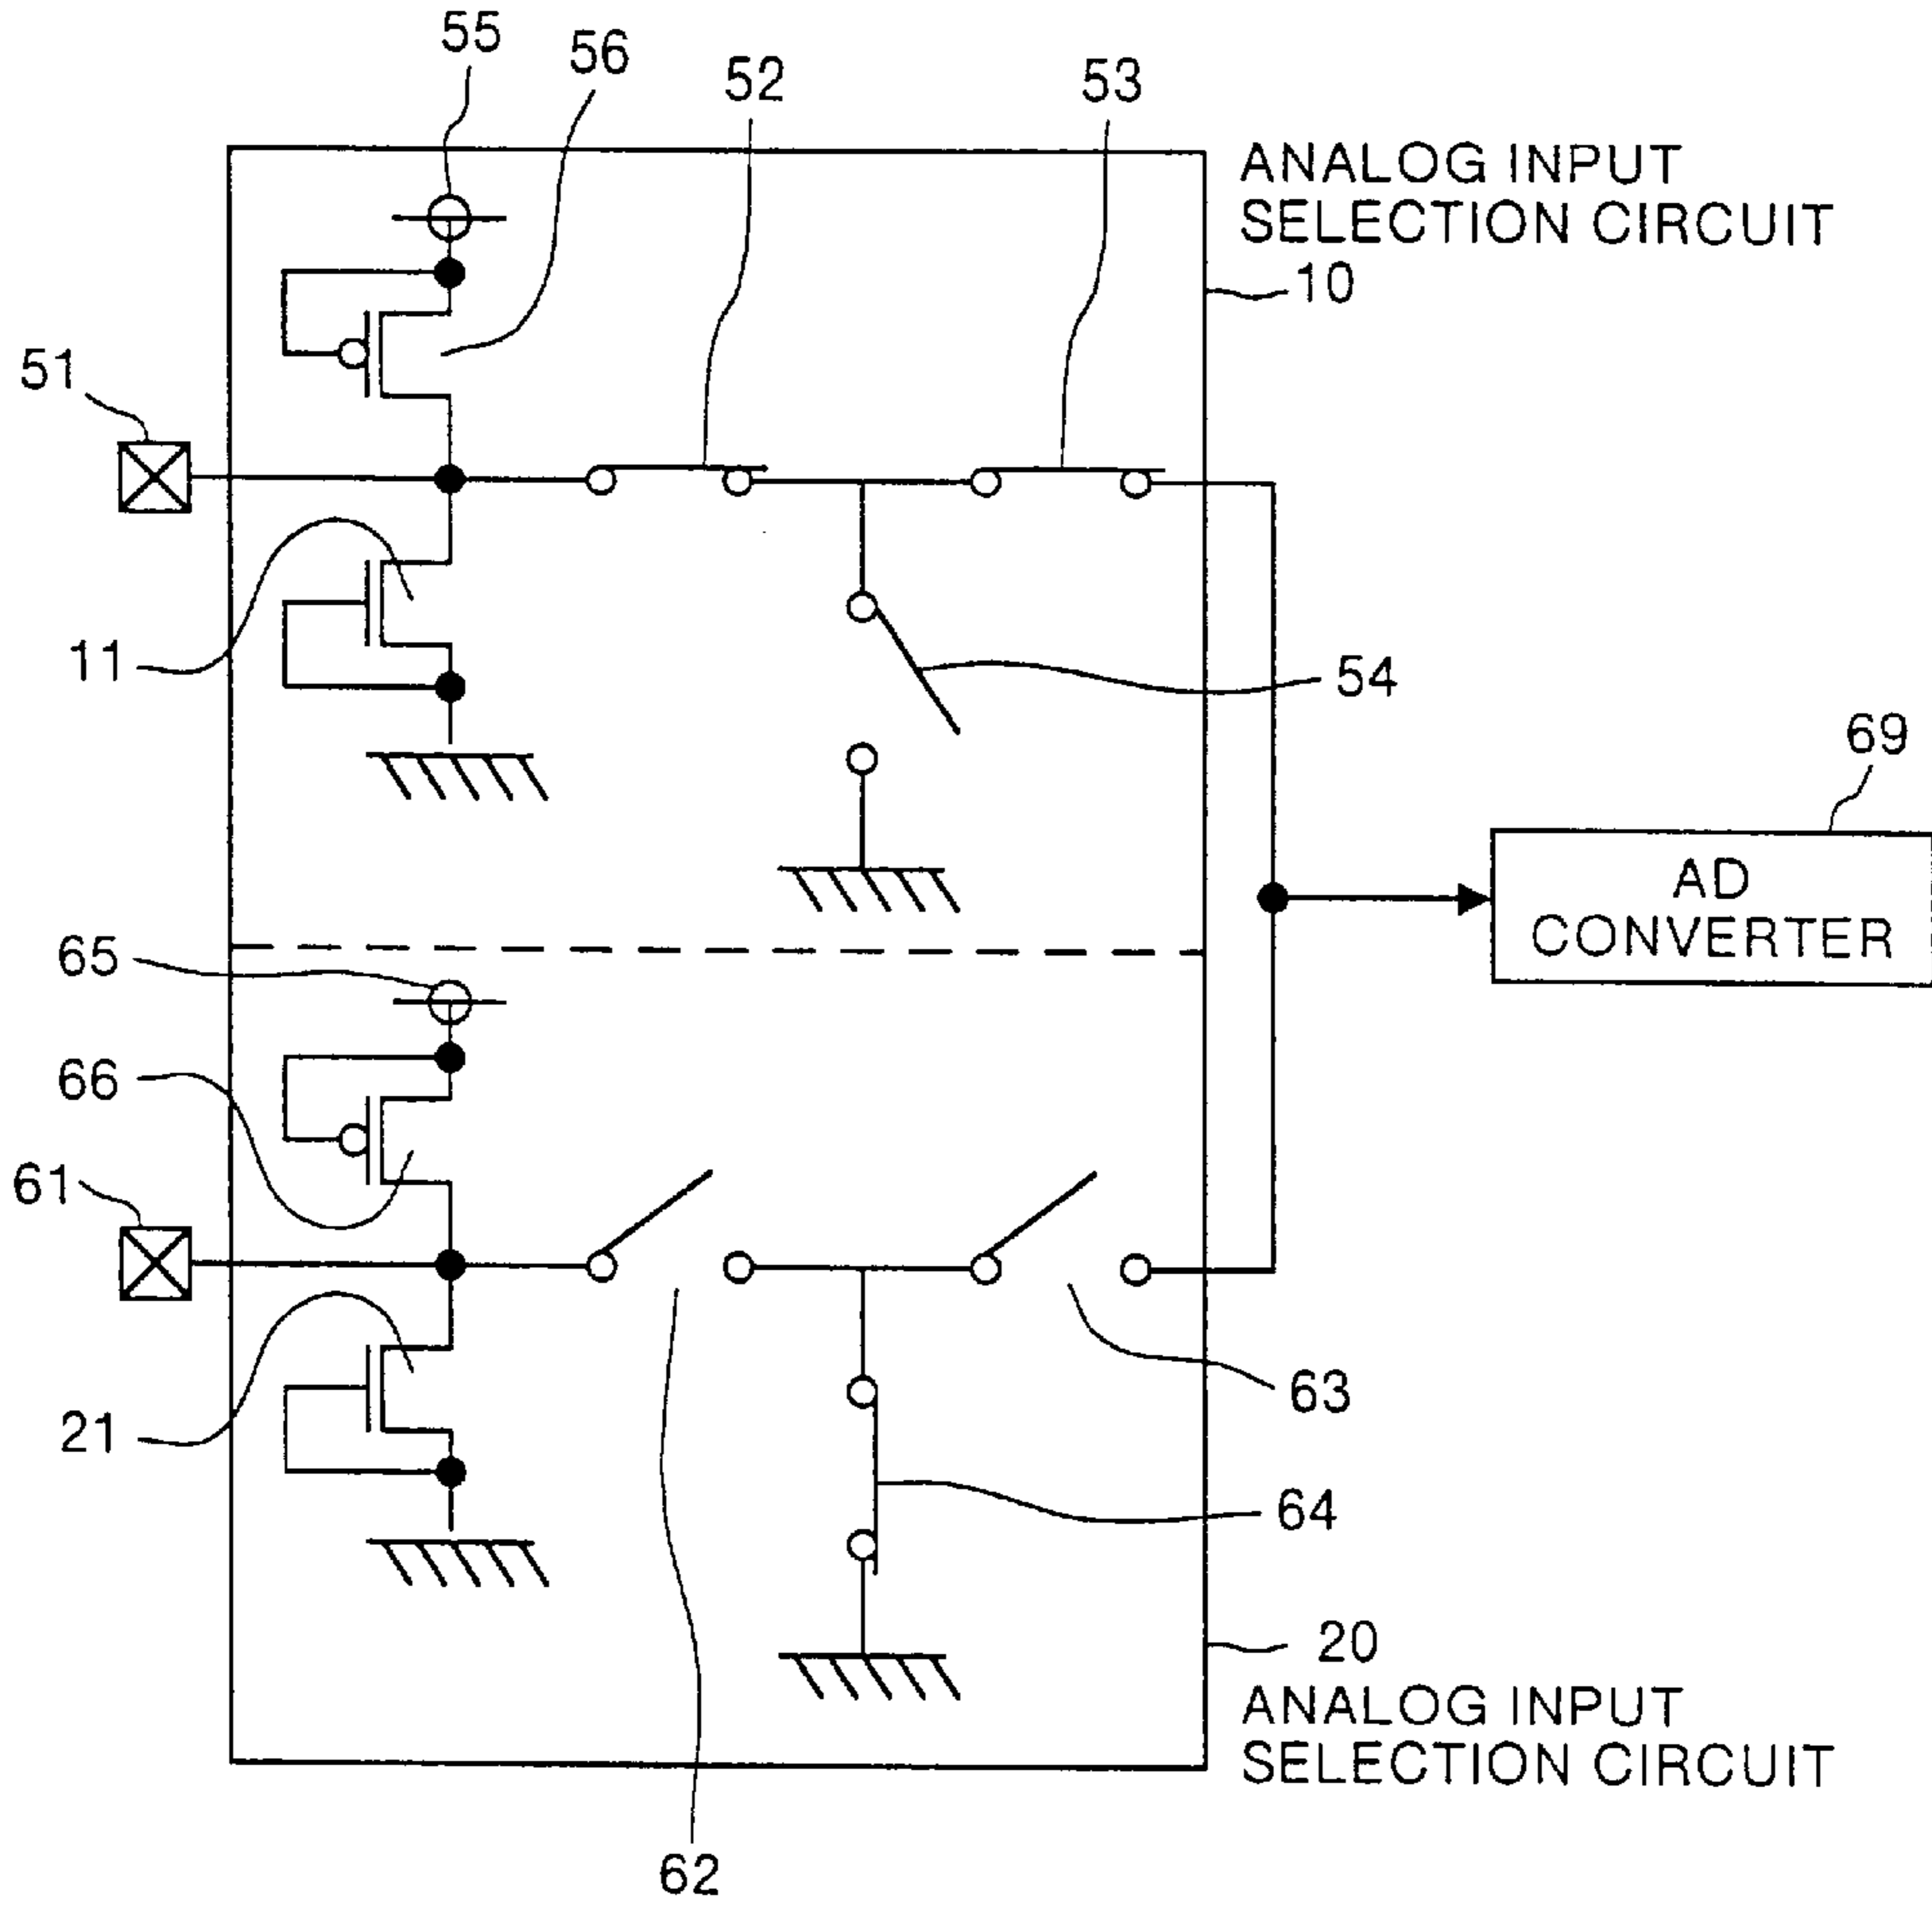 55
56
52
53
ANALOG INPUT
SELECTION CIRCUIT
10
51
11
54
69
AD
CONVERTER
65
66
61
21
63
64
20
ANALOG INPUT
SELECTION CIRCUIT
62